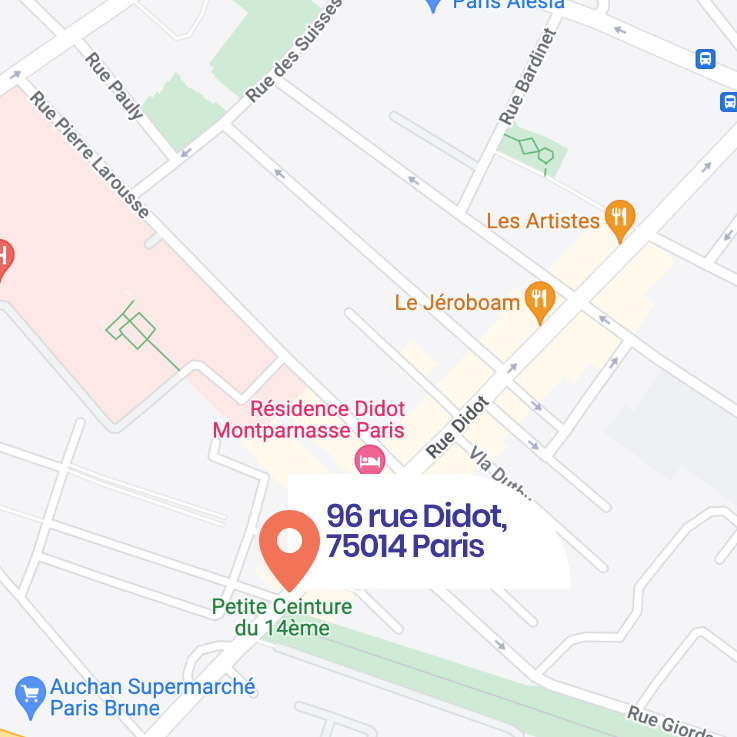 Paris Alésia
Rue des Suisses
Rue Pauly
Rue Bardinet
Rue Pierre Larousse
Les Artistes
H
Le Jéroboam
Résidence Didot
Montparnasse Paris
Rue Didot
Vla Duthu
96 rue Didot,
75014 Paris
Petite Ceinture
du 14ème
Auchan Supermarché
Paris Brune
Rue Giord